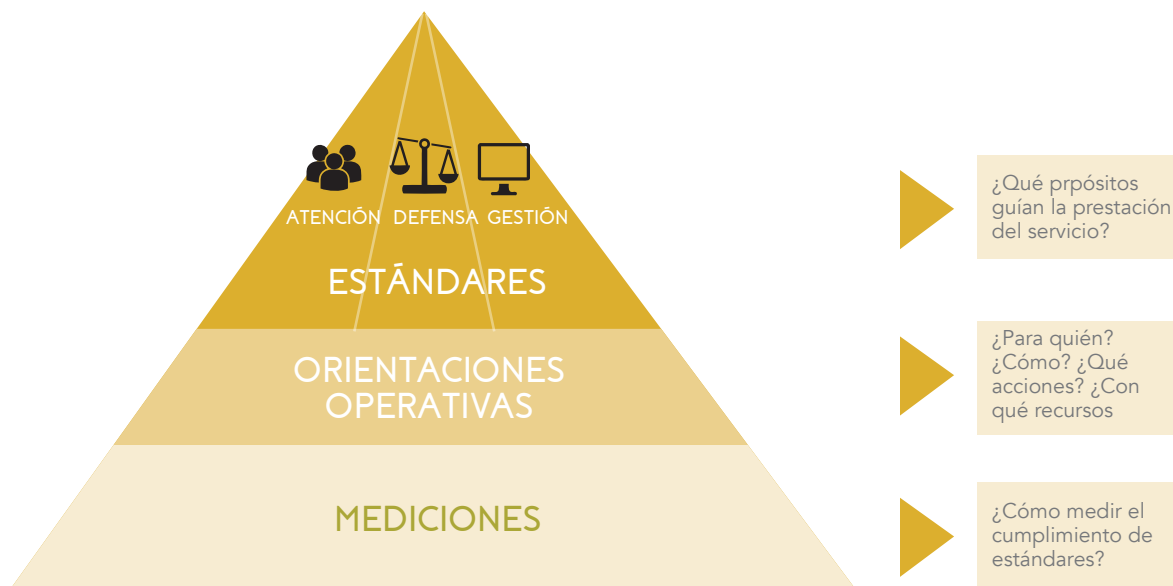 ATENCIÓN DEFENSA GESTIÓN
ESTÁNDARES
¿Qué prpósitos
guían la prestación
del servicio?
ORIENTACIONES
OPERATIVAS
¿Para quién?
¿Cómo? ¿Qué
acciones? ¿Con
qué recursos
MEDICIONES
¿Cómo medir el
cumplimiento de
estándares?